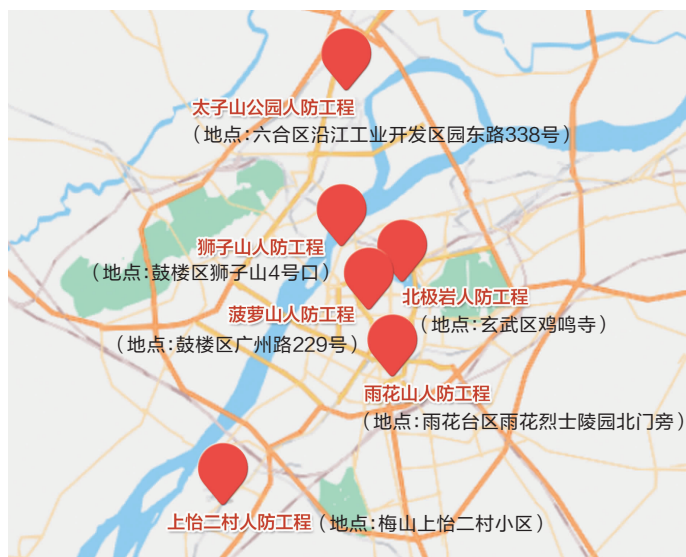 太子山公园人防工程
（地点:六合区沿江工业开发区园东路338号）
狮子山人防工程
（地点:鼓楼区狮子山4号口）
北极岩人防工程
（地点:玄武区鸡鸣寺）
菠萝山人防工程
（地点:鼓楼区广州路229号）
雨花山人防工程
（地点:雨花台区雨花烈士陵园北门旁）
上怡二村人防工程（地点:梅山上怡二村小区）